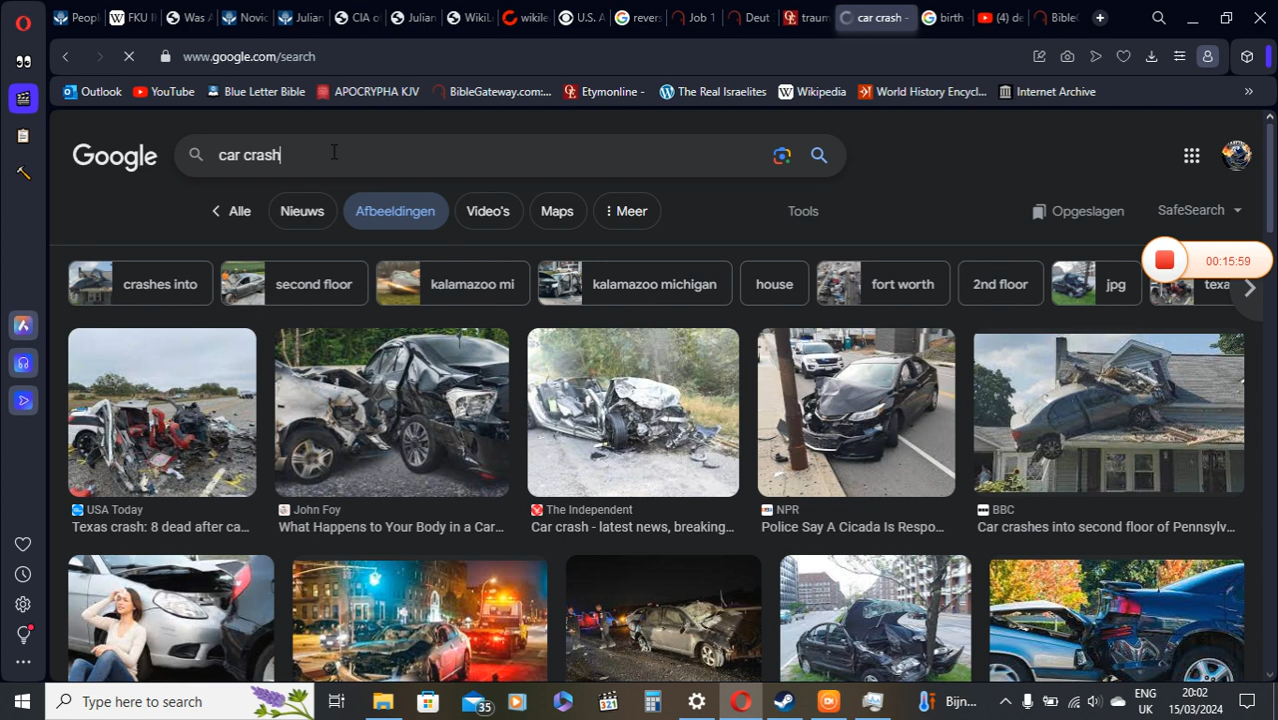 Peopl
FKU I
Was A
Novic
Julian
CIA o
Julian
WikiL
wikile
U.S. A
revers
Job 1
Deut
traum
car crash -
birth -
(4) de
BibleG
www.google.com/search
Outlook
YouTube
Blue Letter Bible
APOCRYPHA KJV
BibleGateway.com:...
Etymonline -
The Real Israelites
Wikipedia
World History Encycl...
Internet Archive
»
Google
car crash
Alle
Nieuws
Afbeeldingen
Video's
Maps
Meer
Tools
Opgeslagen
SafeSearch
00:15:59
crashes into
second floor
kalamazoo mi
kalamazoo michigan
house
fort worth
2nd floor
jpg
texa
USA Today
Texas crash: 8 dead after ca...
John Foy
What Happens to Your Body in a Car...
The Independent
Car crash - latest news, breaking...
NPR
Police Say A Cicada Is Respo...
BBC
Car crashes into second floor of Pennsylv...
Type here to search
35
321
Bijn...
ENG
UK
20:02
15/03/2024